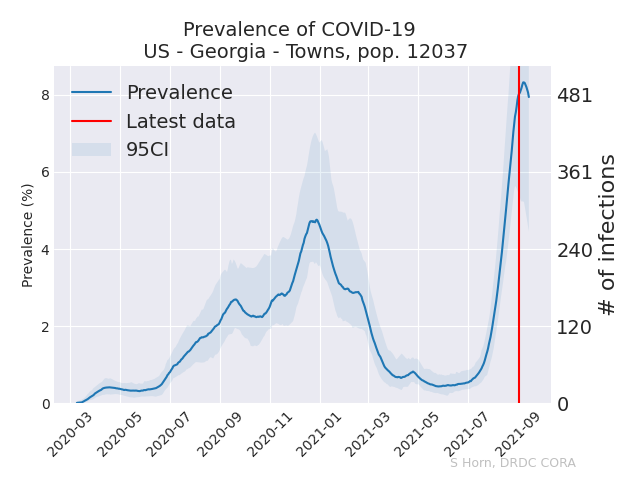 Prevalence of COVID-19
US - Georgia - Towns, pop. 12037
Prevalence
Latest data
95CI
Prevalence (%)
8
6
4
2
0
481
361
240
120
0
# of infections
2020-03
2020-05
2020-07
2020-09
2020-11
2021-01
2021-03
2021-05
2021-07
2021-09
S Horn, DRDC CORA